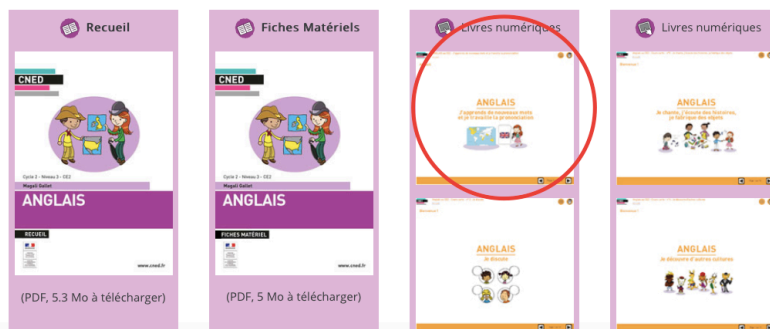 Recueil
CNED
Cycle 2 - Niveau 3 - CE2
Magali Gallet
ANGLAIS
RECUEIL
www.cned.fr
(PDF, 5.3 Mo à télécharger)
Fiches Matériels
CNED
Cycle 2 - Niveau 3 - CE2
Magali Gallet
ANGLAIS
FICHES MATÉRIEL
www.cned.fr
(PDF, 5 Mo à télécharger)
Livres numériques
ANGLAIS
J'apprends de nouveaux mots
et je travaille la prononciation
ANGLAIS
Je discute
Livres numériques
ANGLAIS
Je chante, j'écoute des histoires,
je fabrique des objets
ANGLAIS
Je découvre d'autres cultures